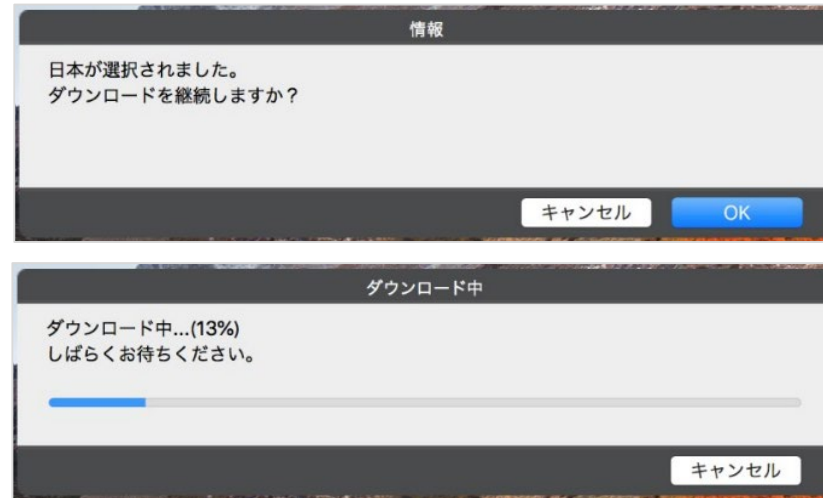 情報
日本が選択されました。
ダウンロードを継続しますか？
キャンセル
OK
ダウンロード中
ダウンロード中...(13%)
しばらくお待ちください。
キャンセル